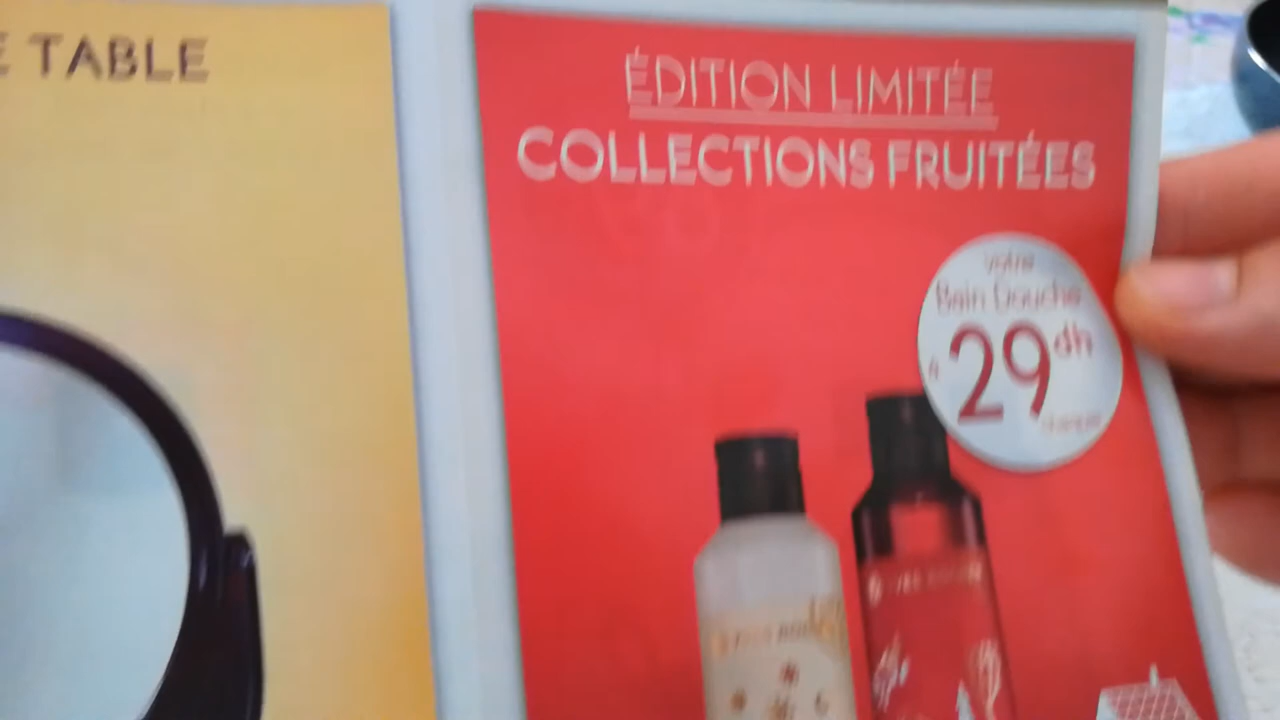 E TABLE
ÉDITION LIMITÉE
COLLECTIONS FRUITÉES
Votre
Bain Douche
à 29 dh